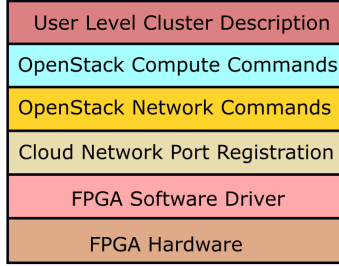 User Level Cluster Description
OpenStack Compute Commands
OpenStack Network Commands
Cloud Network Port Registration
FPGA Software Driver
FPGA Hardware